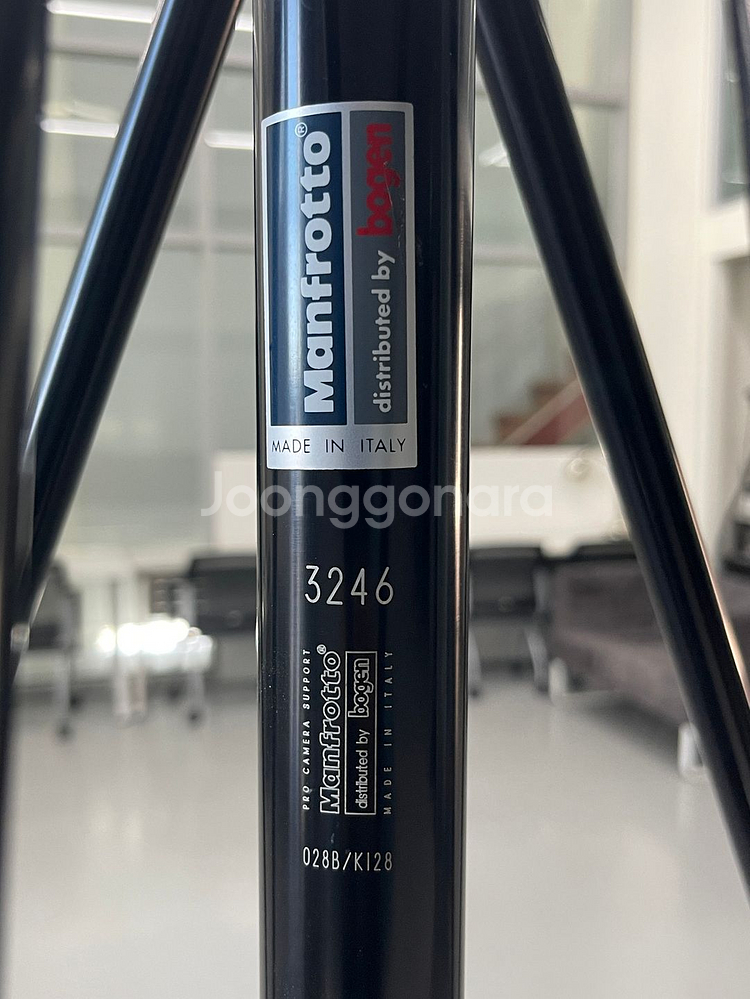 Manfrotto®
distributed by bogen
MADE IN ITALY
Joonggonara
3246
PRO CAMERA SUPPORT
Manfrotto®
distributed by bogen
MADE IN ITALY
028B/K128